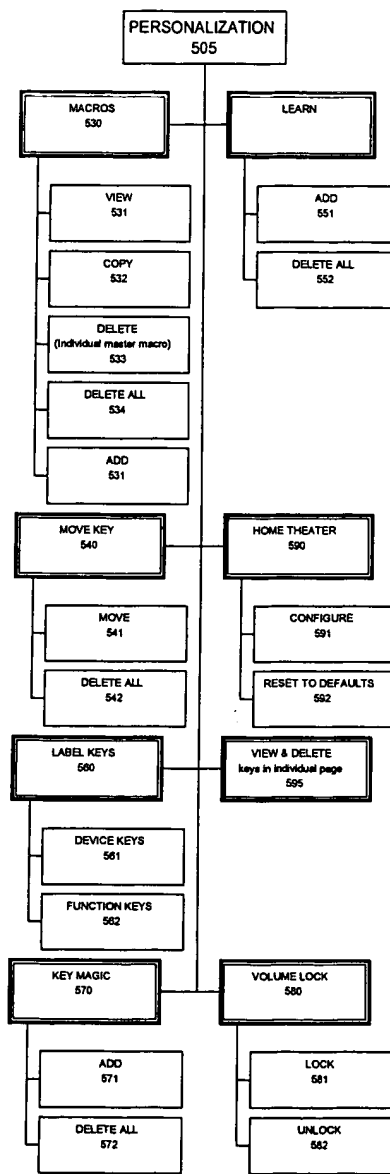 PERSONALIZATION
505
MACROS
530
VIEW
531
COPY
532
DELETE
(Individual master macro)
533
DELETE ALL
534
ADD
531
LEARN
ADD
551
DELETE ALL
552
MOVE KEY
540
MOVE
541
DELETE ALL
542
HOME THEATER
590
CONFIGURE
591
RESET TO DEFAULTS
592
LABEL KEYS
560
DEVICE KEYS
561
FUNCTION KEYS
562
VIEW & DELETE
keys in individual page
595
KEY MAGIC
570
ADD
571
DELETE ALL
572
VOLUME LOCK
580
LOCK
581
UNLOCK
582